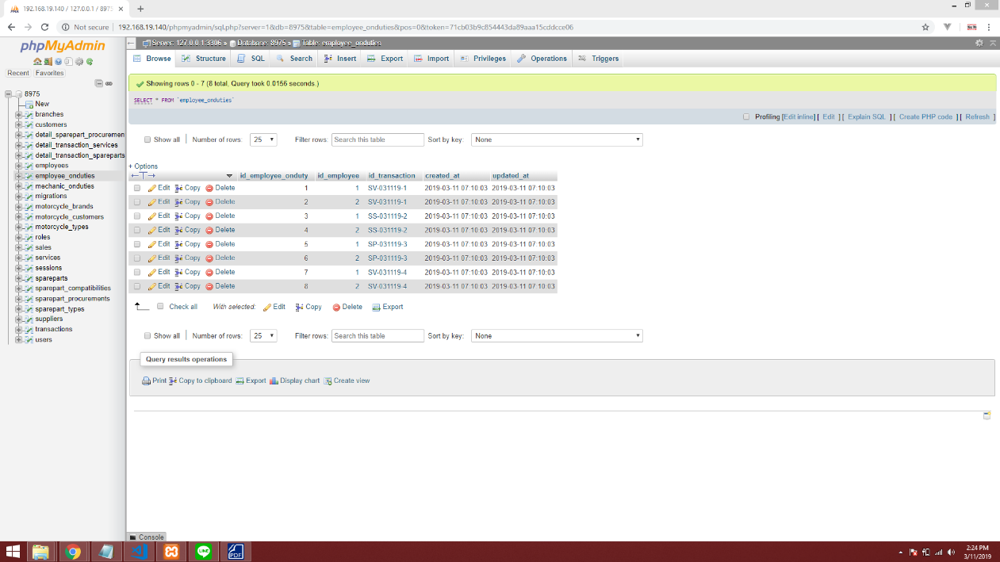 192.168.19.140 / 127.0.0.1 / 8975
Not secure
192.168.19.140/phpmyadmin/sql.php?server=1&db=8975&table=employee_onduties&pos=0&token=71cb03b9c854443da89aaa15cddcce06
phpMyAdmin
Recent Favorites
8975
New
branches
customers
detail_sparepart_procuremen
detail_transaction_services
detail_transaction_spareparts
employees
employee_onduties
mechanic_onduties
migrations
motorcycle_brands
motorcycle_customers
motorcycle_types
roles
sales
services
sessions
spareparts
sparepart_compatibilities
sparepart_procurements
sparepart_types
suppliers
transactions
users
Server: 127.0.0.1:3306 » Database: 8975 » Table: employee_onduties
Browse Structure SQL Search Insert Export Import Privileges Operations Triggers
Showing rows 0 - 7 (8 total, Query took 0.0156 seconds.)
SELECT * FROM `employee_onduties`
Profiling [Edit inline] [ Edit ] [ Explain SQL ] [ Create PHP code ] [ Refresh ]
Show all Number of rows: 25 Filter rows: Search this table Sort by key: None
+ Options
←T→ id_employee_onduty id_employee id_transaction created_at updated_at
Edit Copy Delete 1 1 SV-031119-1 2019-03-11 07:10:03 2019-03-11 07:10:03
Edit Copy Delete 2 2 SV-031119-1 2019-03-11 07:10:03 2019-03-11 07:10:03
Edit Copy Delete 3 1 SS-031119-2 2019-03-11 07:10:03 2019-03-11 07:10:03
Edit Copy Delete 4 2 SS-031119-2 2019-03-11 07:10:03 2019-03-11 07:10:03
Edit Copy Delete 5 1 SP-031119-3 2019-03-11 07:10:03 2019-03-11 07:10:03
Edit Copy Delete 6 2 SP-031119-3 2019-03-11 07:10:03 2019-03-11 07:10:03
Edit Copy Delete 7 1 SV-031119-4 2019-03-11 07:10:03 2019-03-11 07:10:03
Edit Copy Delete 8 2 SV-031119-4 2019-03-11 07:10:03 2019-03-11 07:10:03
Check all With selected: Edit Copy Delete Export
Show all Number of rows: 25 Filter rows: Search this table Sort by key: None
Query results operations
Print Copy to clipboard Export Display chart Create view
Console
LINE
PDF
2:24 PM
3/11/2019